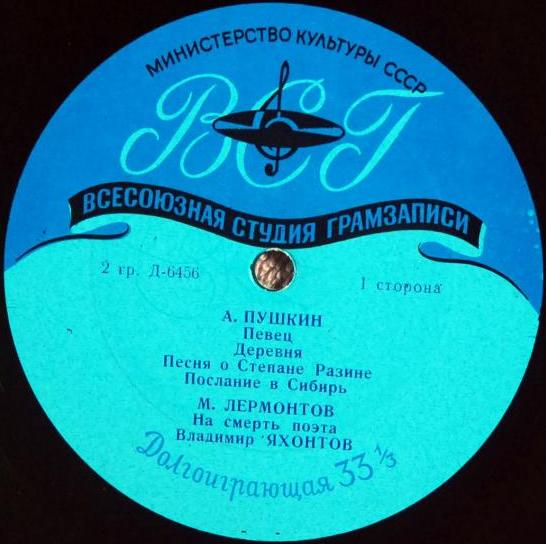 МИНИСТЕРСТВО КУЛЬТУРЫ СССР
ВСГ
ВСЕСОЮЗНАЯ СТУДИЯ ГРАМЗАПИСИ
2 гр. Д-6456
1 сторона
А. ПУШКИН
Певец
Деревня
Песня о Степане Разине
Послание в Сибирь
М. ЛЕРМОНТОВ
На смерть поэта
Владимир ЯХОНТОВ
Долгоиграющая 33 1/3